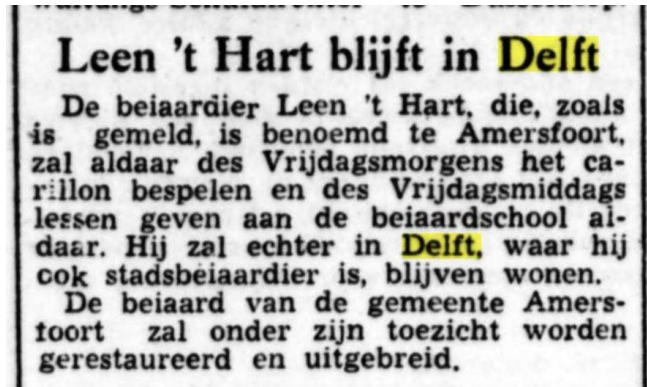 Leen 't Hart blijft in Delft
De beiaardier Leen 't Hart, die, zoals
is gemeld, is benoemd te Amersfoort,
zal aldaar des Vrijdagsmorgens het ca-
rillon bespelen en des Vrijdagsmiddags
lessen geven aan de beiaardschool al-
daar. Hij zal echter in Delft, waar hij
ook stadsbeiaardier is, blijven wonen.
De beiaard van de gemeente Amers-
foort zal onder zijn toezicht worden
gerestaureerd en uitgebreid.